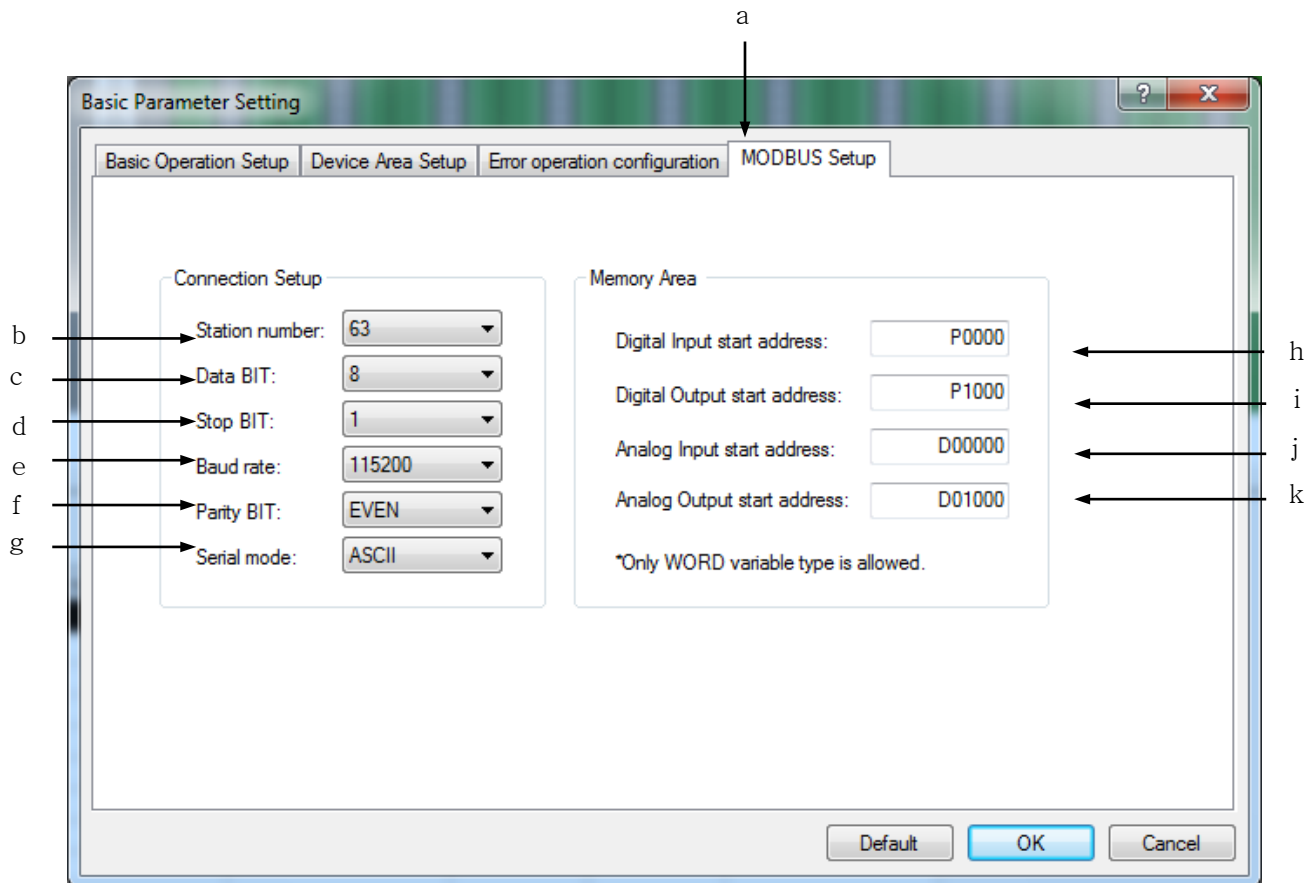 a
Basic Parameter Setting
?
X
Basic Operation Setup
Device Area Setup
Error operation configuration
MODBUS Setup
Connection Setup
b
Station number: 63
c
Data BIT: 8
d
Stop BIT: 1
e
Baud rate: 115200
f
Parity BIT: EVEN
g
Serial mode: ASCII
Memory Area
Digital Input start address: P0000
h
Digital Output start address: P1000
i
Analog Input start address: D00000
j
Analog Output start address: D01000
k
*Only WORD variable type is allowed.
Default
OK
Cancel